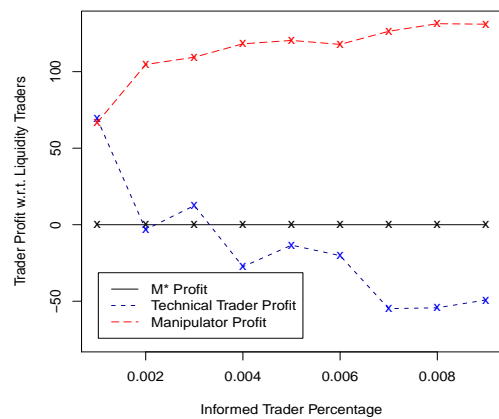 Trader Profit w.r.t. Liquidity Traders
100
50
0
−50
M* Profit
Technical Trader Profit
Manipulator Profit
0.002
0.004
0.006
0.008
Informed Trader Percentage